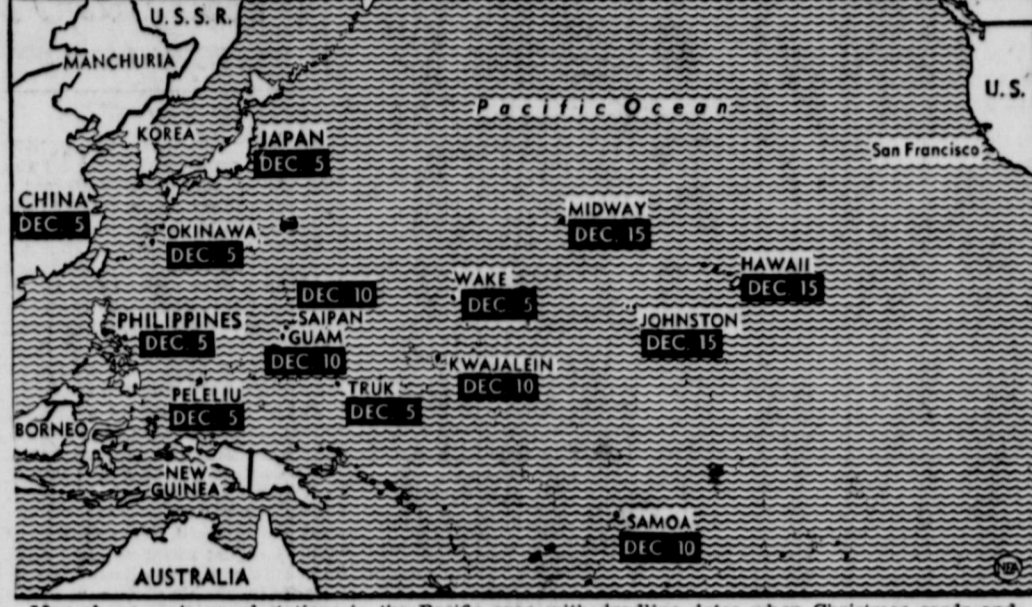 U.S.S.R.
MANCHURIA
U.S.
Pacific Ocean
KOREA
JAPAN
DEC. 5
San Francisco
CHINA
DEC. 5
OKINAWA
DEC. 5
MIDWAY
DEC. 15
HAWAII
DEC. 15
WAKE
DEC. 5
DEC 10
SAIPAN
GUAM
DEC 10
PHILIPPINES
DEC. 5
JOHNSTON
DEC. 15
KWAJALEIN
DEC 10
PELELIU
DEC. 5
TRUK
DEC. 5
BORNEO
NEW
GUINEA
SAMOA
DEC 10
AUSTRALIA
NEA